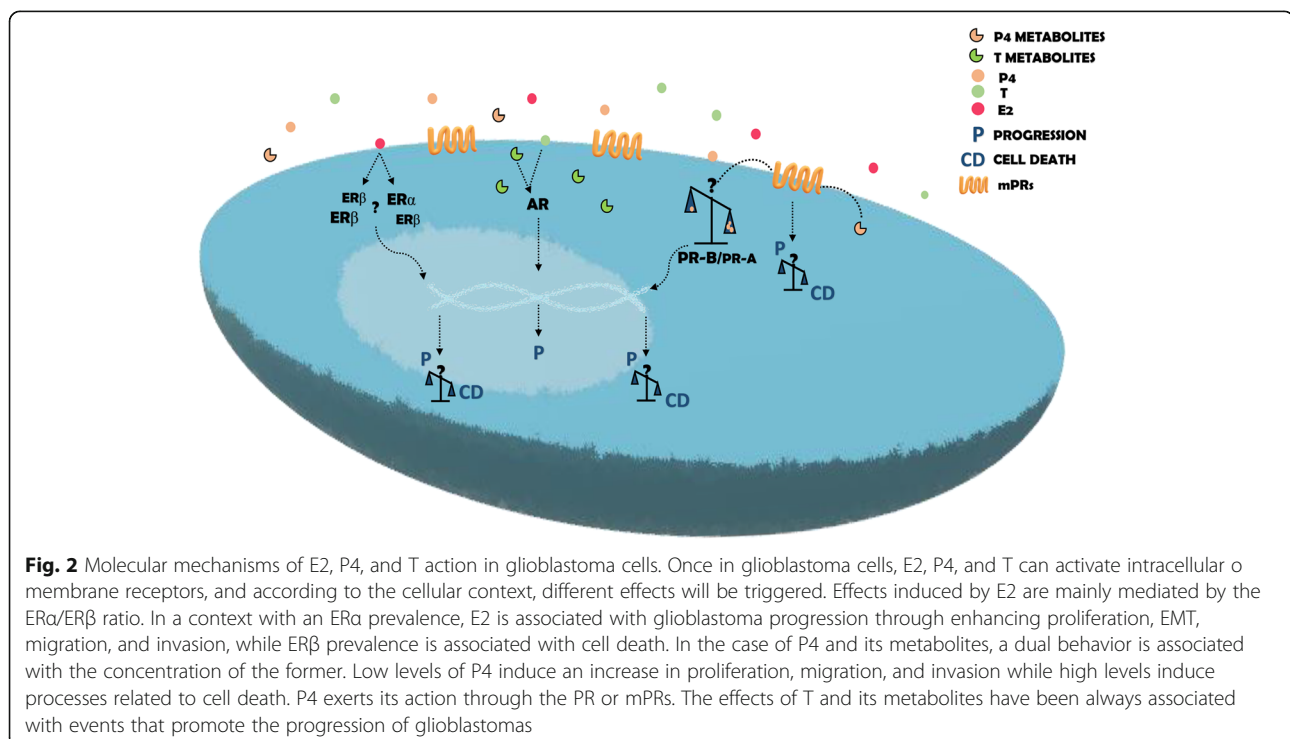 P4 METABOLITES
T METABOLITES
P4
T
E2
P PROGRESSION
CD CELL DEATH
mPRs
ERβ ? ERα
ERβ ERβ
AR
?
PR-B/PR-A
P ?
CD
P
P ?
CD
P ?
CD
Fig. 2 Molecular mechanisms of E2, P4, and T action in glioblastoma cells. Once in glioblastoma cells, E2, P4, and T can activate intracellular o
membrane receptors, and according to the cellular context, different effects will be triggered. Effects induced by E2 are mainly mediated by the
ERα/ERβ ratio. In a context with an ERα prevalence, E2 is associated with glioblastoma progression through enhancing proliferation, EMT,
migration, and invasion, while ERβ prevalence is associated with cell death. In the case of P4 and its metabolites, a dual behavior is associated
with the concentration of the former. Low levels of P4 induce an increase in proliferation, migration, and invasion while high levels induce
processes related to cell death. P4 exerts its action through the PR or mPRs. The effects of T and its metabolites have been always associated
with events that promote the progression of glioblastomas